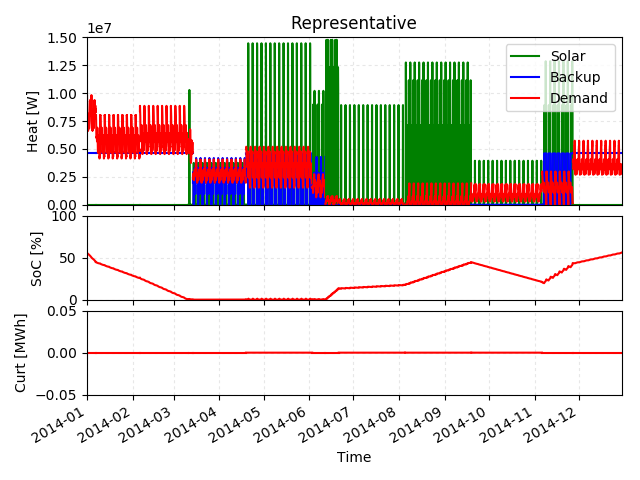 Representative
1e7
1.50
1.25
1.00
0.75
0.50
0.25
0.00
Heat [W]
Solar
Backup
Demand
100
50
0
SoC [%]
0.05
0.00
−0.05
Curt [MWh]
2014-01
2014-02
2014-03
2014-04
2014-05
2014-06
2014-07
2014-08
2014-09
2014-10
2014-11
2014-12
Time